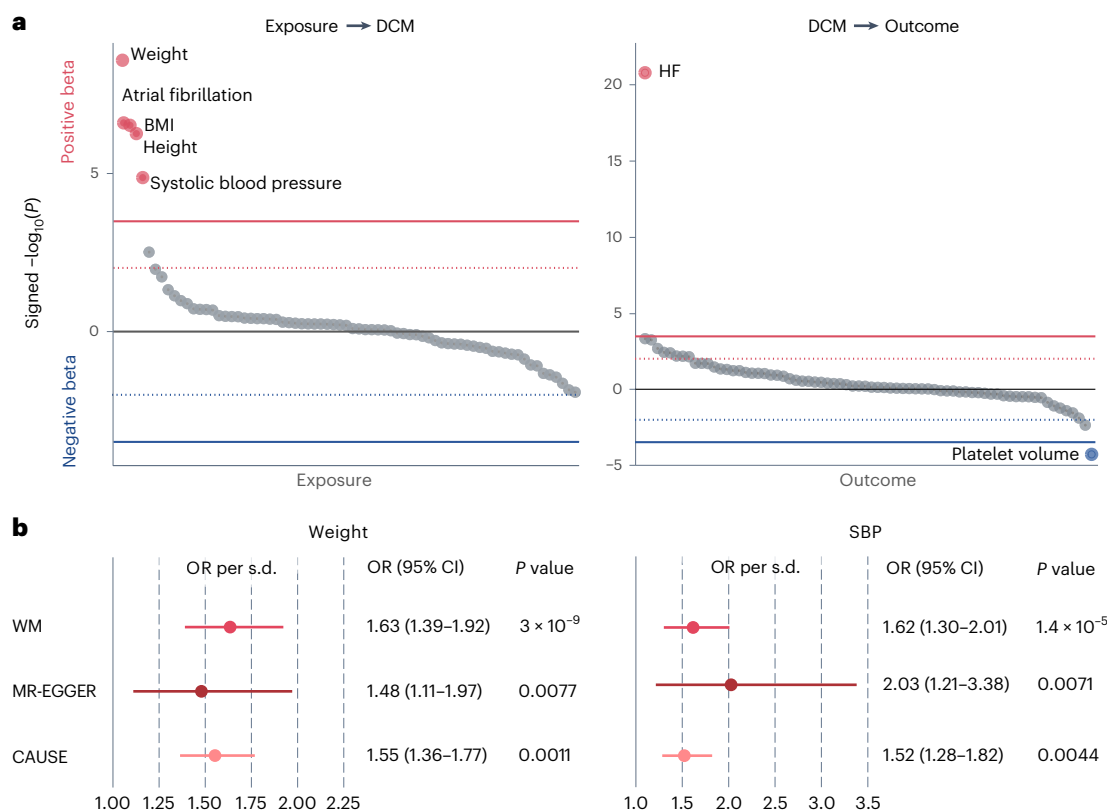 a
Exposure → DCM
DCM → Outcome
Positive beta
Negative beta
Signed −log10(P)
Weight
Atrial fibrillation
BMI
Height
Systolic blood pressure
5
0
Exposure
HF
20
15
10
5
0
−5
Platelet volume
Outcome
b
Weight
SBP
OR per s.d. OR (95% CI) P value
OR per s.d. OR (95% CI) P value
WM 1.63 (1.39–1.92) 3 × 10−9
1.62 (1.30–2.01) 1.4 × 10−5
MR-EGGER 1.48 (1.11–1.97) 0.0077
2.03 (1.21–3.38) 0.0071
CAUSE 1.55 (1.36–1.77) 0.0011
1.52 (1.28–1.82) 0.0044
1.00 1.25 1.50 1.75 2.00 2.25
1.0 1.5 2.0 2.5 3.0 3.5